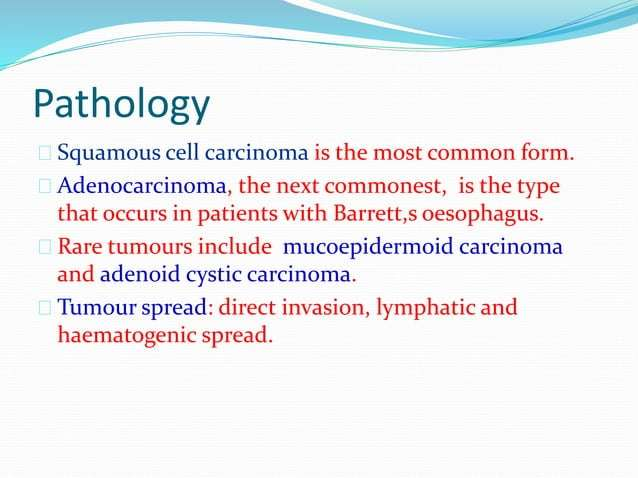 Pathology
Squamous cell carcinoma is the most common form.
Adenocarcinoma, the next commonest, is the type
that occurs in patients with Barrett,s oesophagus.
Rare tumours include mucoepidermoid carcinoma
and adenoid cystic carcinoma.
Tumour spread: direct invasion, lymphatic and
haematogenic spread.